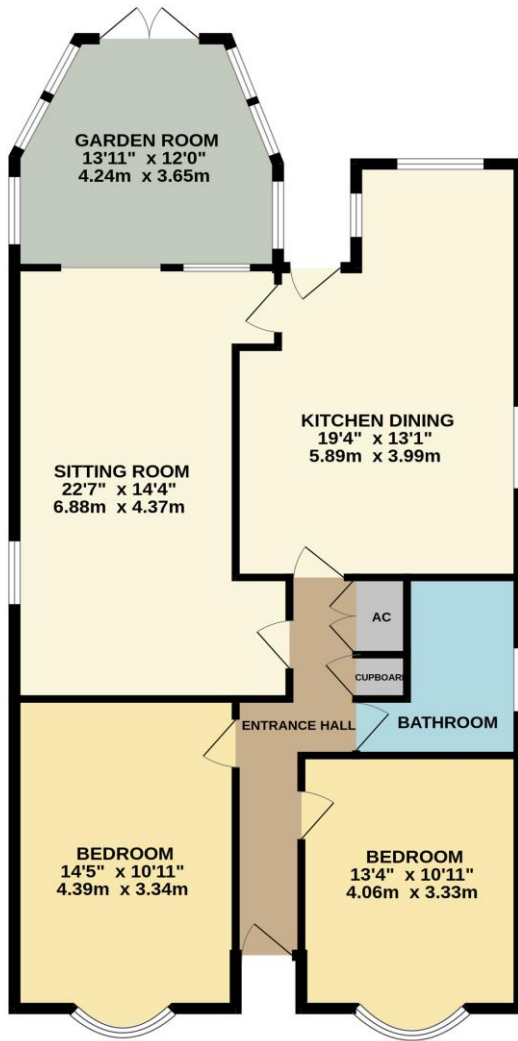 GARDEN ROOM
13'11" x 12'0"
4.24m x 3.65m
KITCHEN DINING
19'4" x 13'1"
5.89m x 3.99m
SITTING ROOM
22'7" x 14'4"
6.88m x 4.37m
AC
CUPBOARD
ENTRANCE HALL
BATHROOM
BEDROOM
14'5" x 10'11"
4.39m x 3.34m
BEDROOM
13'4" x 10'11"
4.06m x 3.33m